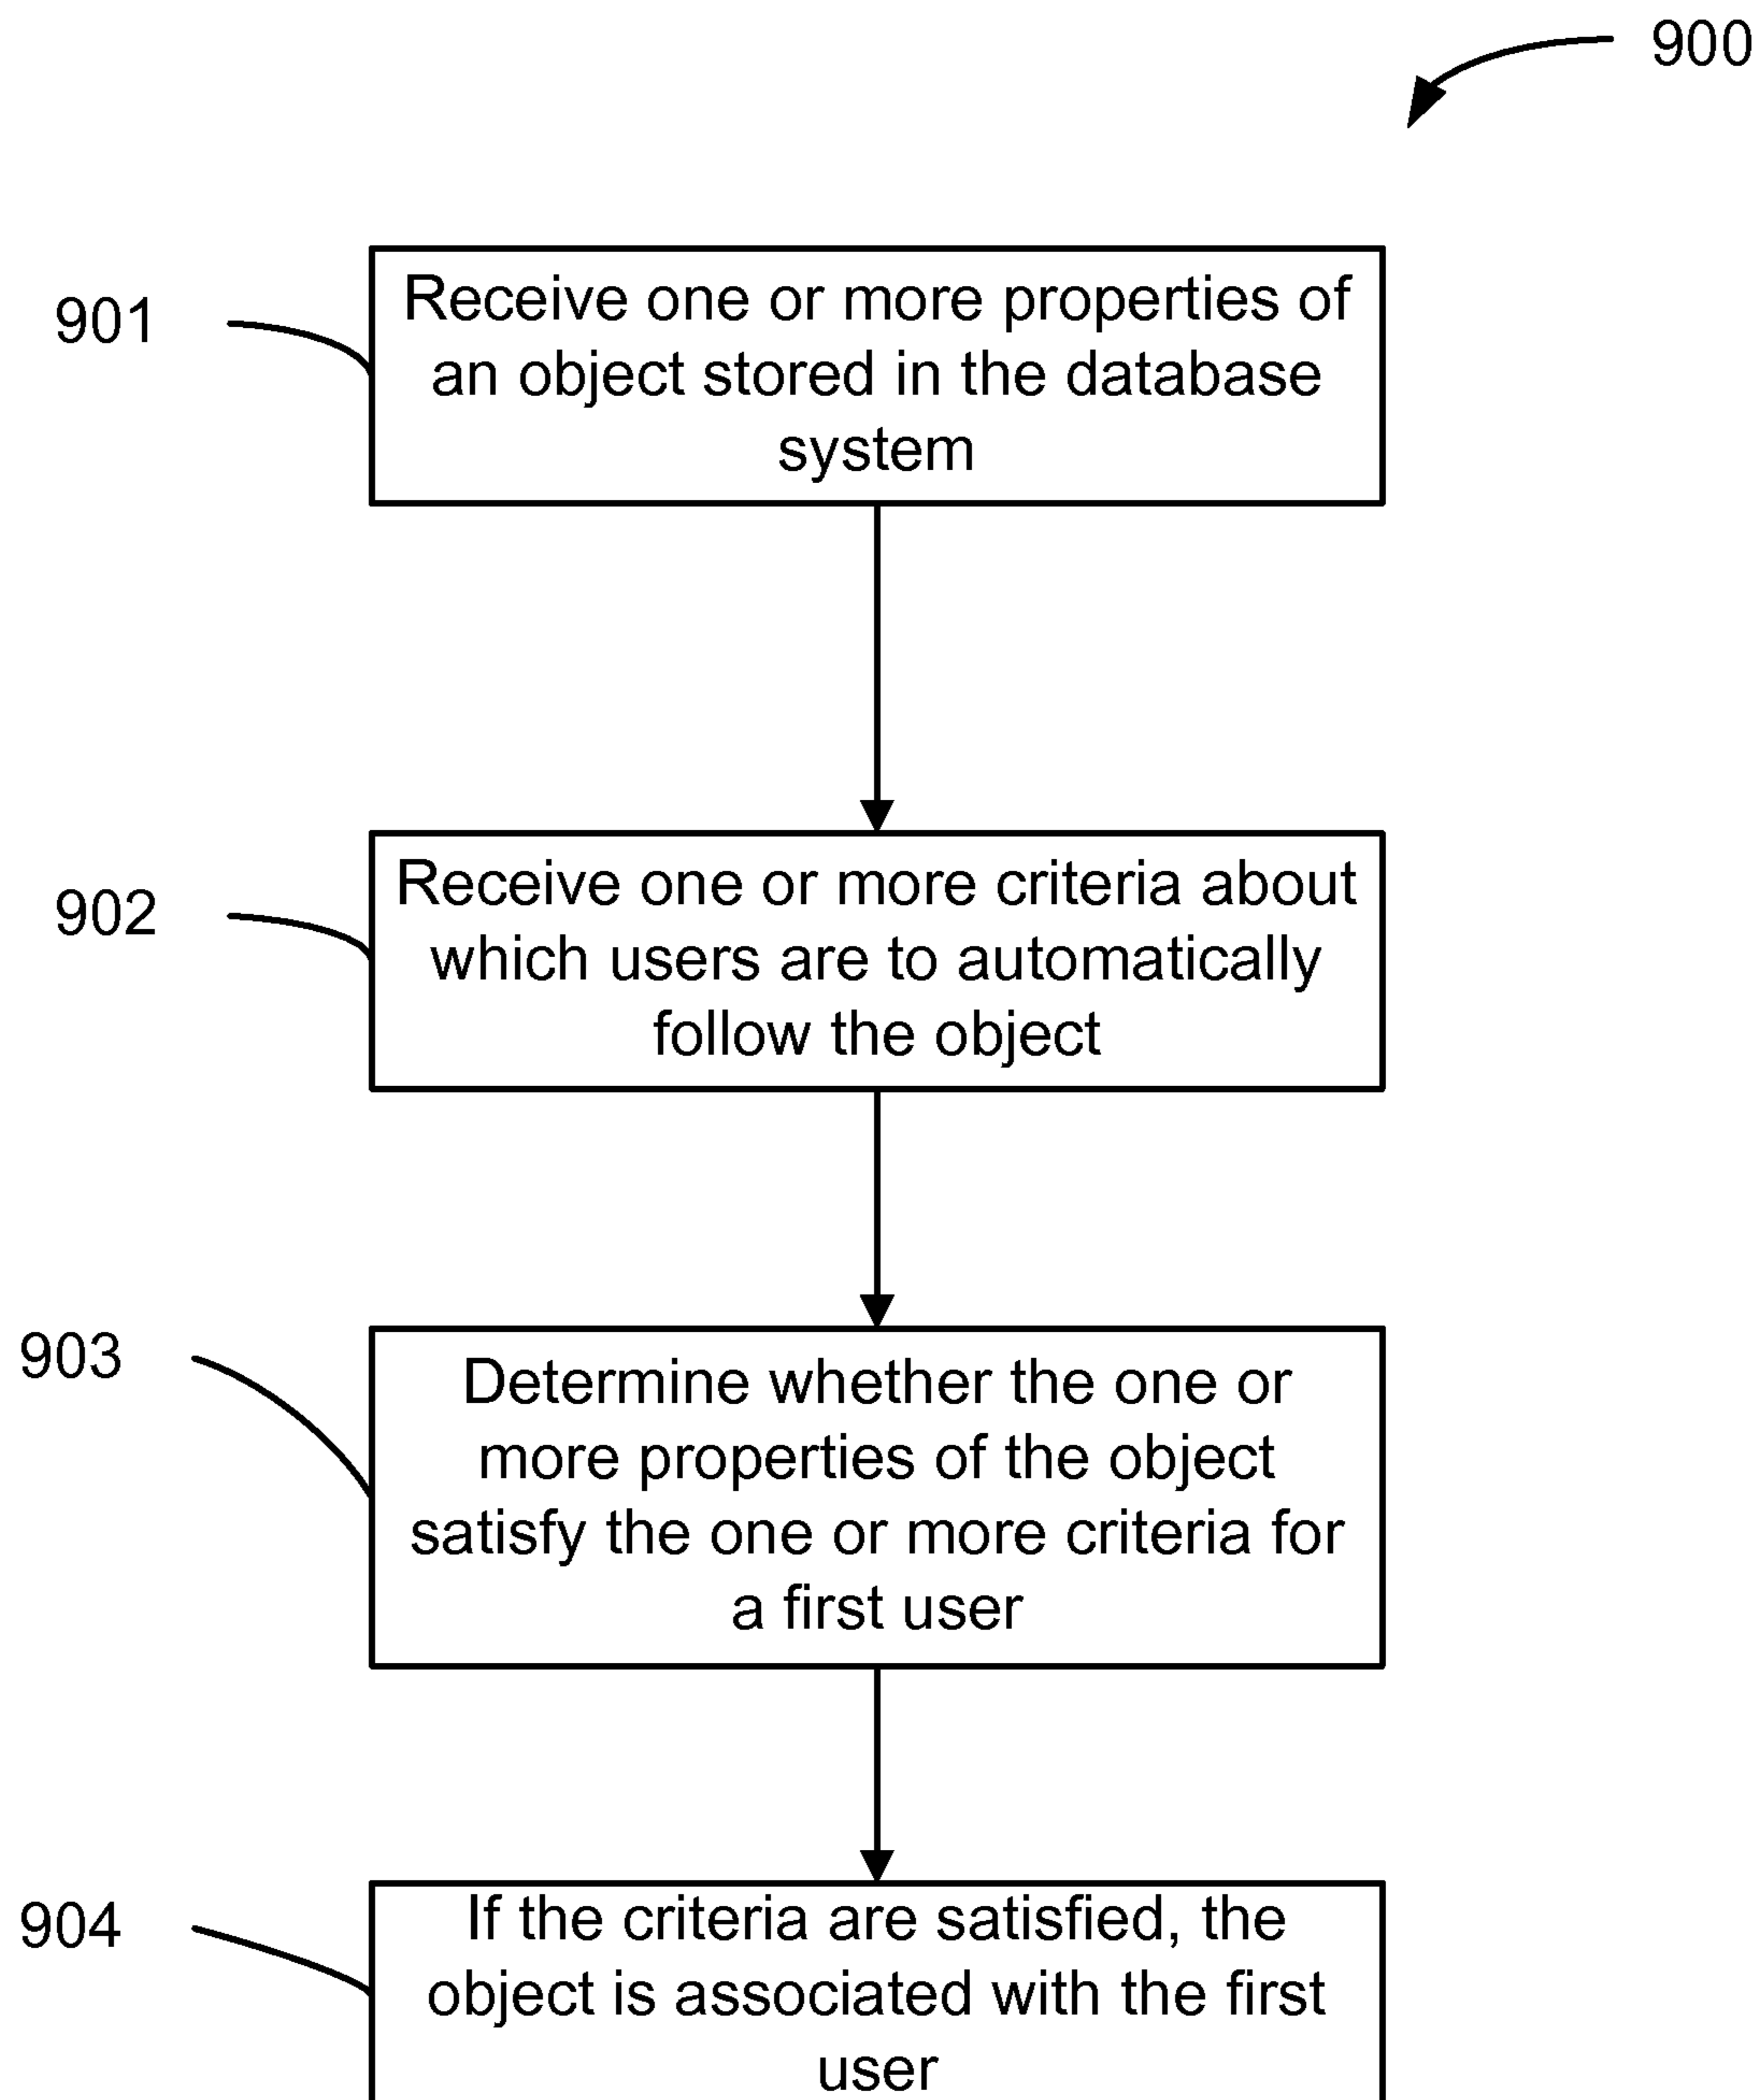 900
901
Receive one or more properties of
an object stored in the database
system
902
Receive one or more criteria about
which users are to automatically
follow the object
903
Determine whether the one or
more properties of the object
satisfy the one or more criteria for
a first user
904
If the criteria are satisfied, the
object is associated with the first
user